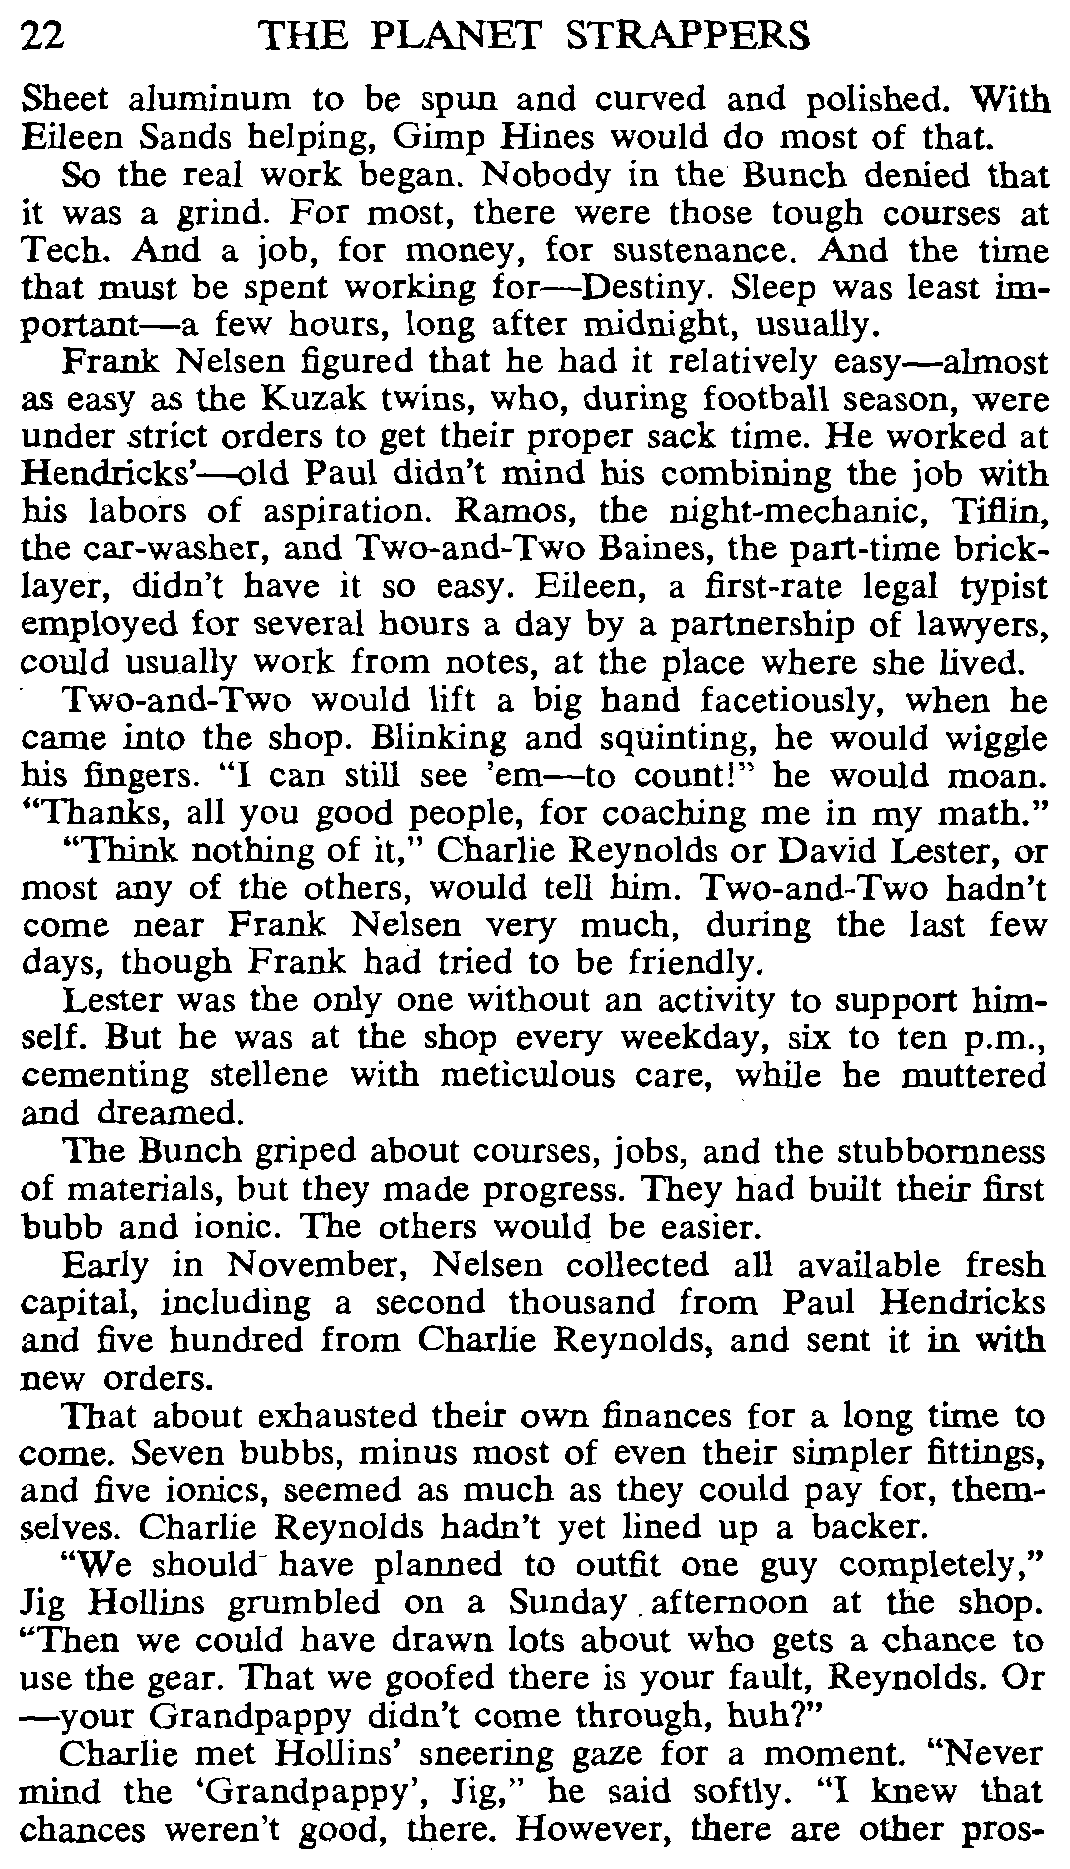 22 THE PLANET STRAPPERS
Sheet aluminum to be spun and curved and polished. With
Eileen Sands helping, Gimp Hines would do most of that.
So the real work began. Nobody in the Bunch denied that
it was a grind. For most, there were those tough courses at
Tech. And a job, for money, for sustenance. And the time
that must be spent working for—Destiny. Sleep was least im-
portant—a few hours, long after midnight, usually.
Frank Nelsen figured that he had it relatively easy—almost
as easy as the Kuzak twins, who, during football season, were
under strict orders to get their proper sack time. He worked at
Hendricks'—old Paul didn't mind his combining the job with
his labors of aspiration. Ramos, the night-mechanic, Tiflin,
the car-washer, and Two-and-Two Baines, the part-time brick-
layer, didn't have it so easy. Eileen, a first-rate legal typist
employed for several hours a day by a partnership of lawyers,
could usually work from notes, at the place where she lived.
Two-and-Two would lift a big hand facetiously, when he
came into the shop. Blinking and squinting, he would wiggle
his fingers. "I can still see 'em—to count!" he would moan.
"Thanks, all you good people, for coaching me in my math."
"Think nothing of it," Charlie Reynolds or David Lester, or
most any of the others, would tell him. Two-and-Two hadn't
come near Frank Nelsen very much, during the last few
days, though Frank had tried to be friendly.
Lester was the only one without an activity to support him-
self. But he was at the shop every weekday, six to ten p.m.,
cementing stellene with meticulous care, while he muttered
and dreamed.
The Bunch griped about courses, jobs, and the stubbornness
of materials, but they made progress. They had built their first
bubb and ionic. The others would be easier.
Early in November, Nelsen collected all available fresh
capital, including a second thousand from Paul Hendricks
and five hundred from Charlie Reynolds, and sent it in with
new orders.
That about exhausted their own finances for a long time to
come. Seven bubbs, minus most of even their simpler fittings,
and five ionics, seemed as much as they could pay for, them-
selves. Charlie Reynolds hadn't yet lined up a backer.
"We should have planned to outfit one guy completely,"
Jig Hollins grumbled on a Sunday afternoon at the shop.
"Then we could have drawn lots about who gets a chance to
use the gear. That we goofed there is your fault, Reynolds. Or
—your Grandpappy didn't come through, huh?"
Charlie met Hollins' sneering gaze for a moment. "Never
mind the 'Grandpappy', Jig," he said softly. "I knew that
chances weren't good, there. However, there are other pros-